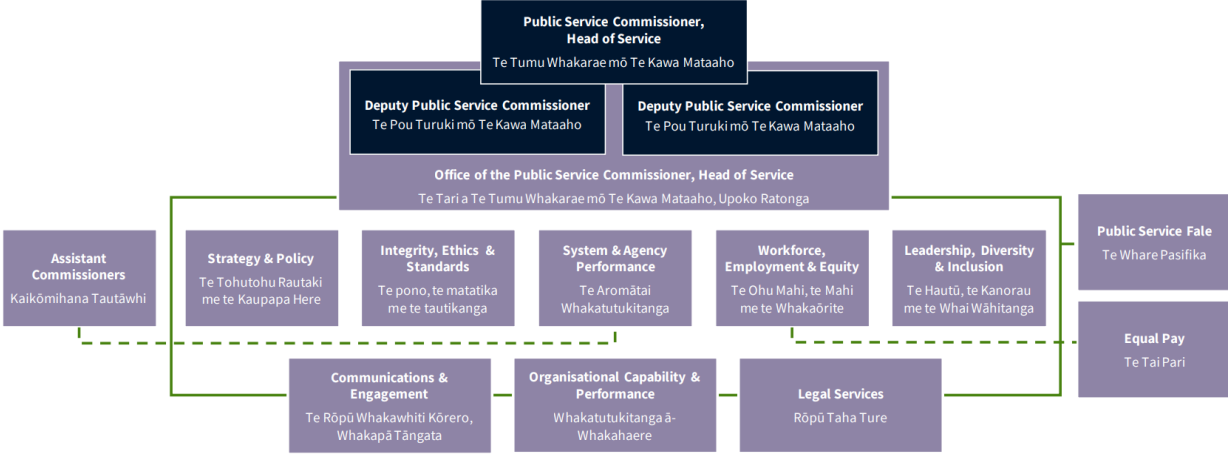 Public Service Commissioner,
Head of Service
Te Tumu Whakarae mō Te Kawa Mataaho
Deputy Public Service Commissioner
Te Pou Turuki mō Te Kawa Mataaho
Deputy Public Service Commissioner
Te Pou Turuki mō Te Kawa Mataaho
Office of the Public Service Commissioner, Head of Service
Te Tari a Te Tumu Whakarae mō Te Kawa Mataaho, Upoko Ratonga
Assistant
Commissioners
Kaikōmihana Tautāwhi
Strategy & Policy
Te Tohutohu Rautaki
me te Kaupapa Here
Integrity, Ethics &
Standards
Te pono, te matatika
me te tautikanga
System & Agency
Performance
Te Aromātai
Whakatutukitanga
Workforce,
Employment & Equity
Te Ohu Mahi, te Mahi
me te Whakaōrite
Leadership, Diversity
& Inclusion
Te Hautū, te Kanorau
me te Whai Wāhitanga
Public Service Fale
Te Whare Pasifika
Equal Pay
Te Tai Pari
Communications &
Engagement
Te Rōpū Whakawhiti Kōrero,
Whakapā Tāngata
Organisational Capability &
Performance
Whakatutukitanga ā-
Whakahaere
Legal Services
Rōpū Taha Ture